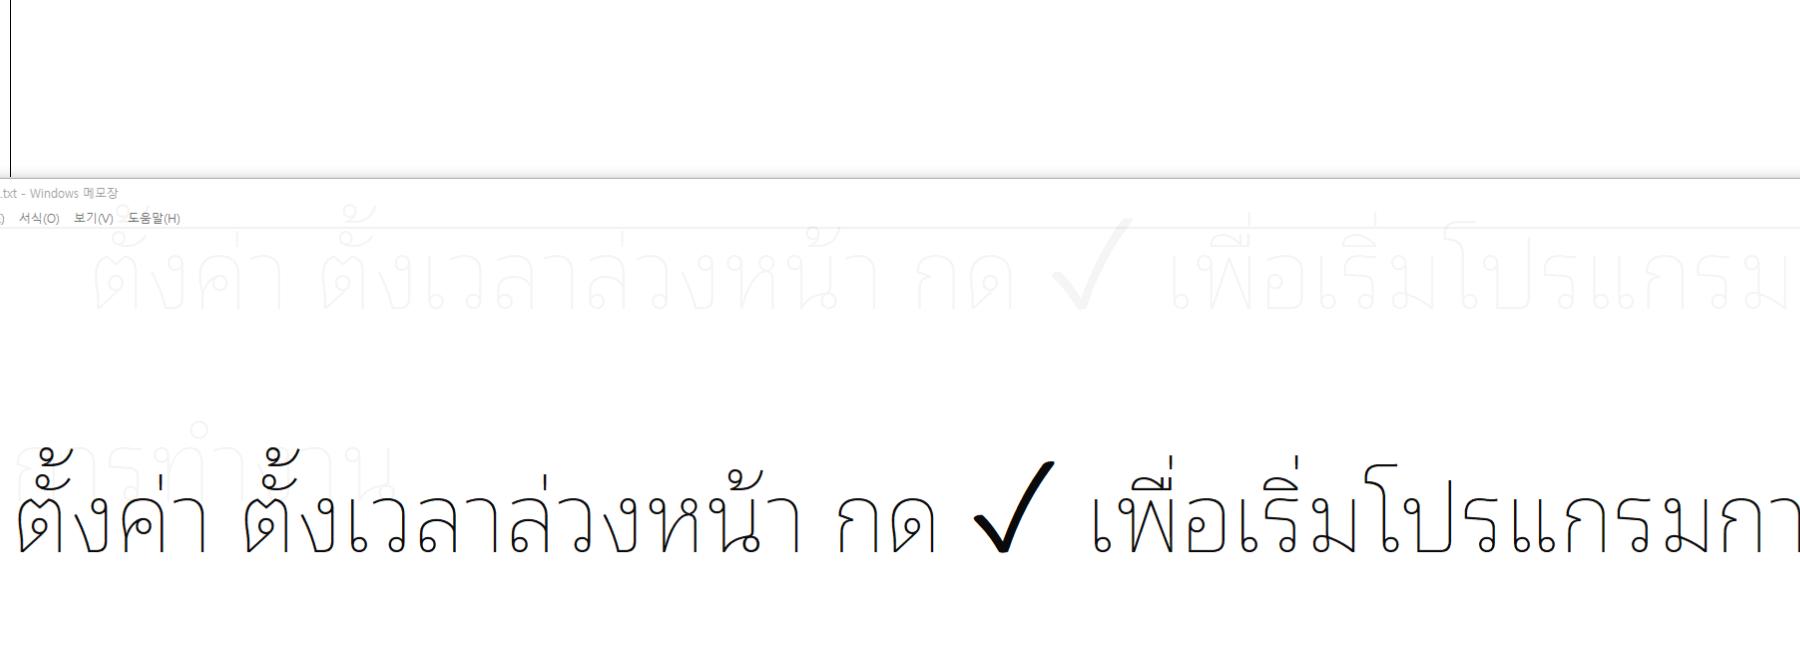 .txt - Windows 메모장
서식(O) 보기(V) 도움말(H)
ตั้งค่า ตั้งเวลาล่วงหน้า กด ✓ เพื่อเริ่มโปรแกรม
การทำงาน
ตั้งค่า ตั้งเวลาล่วงหน้า กด ✓ เพื่อเริ่มโปรแกรมกา